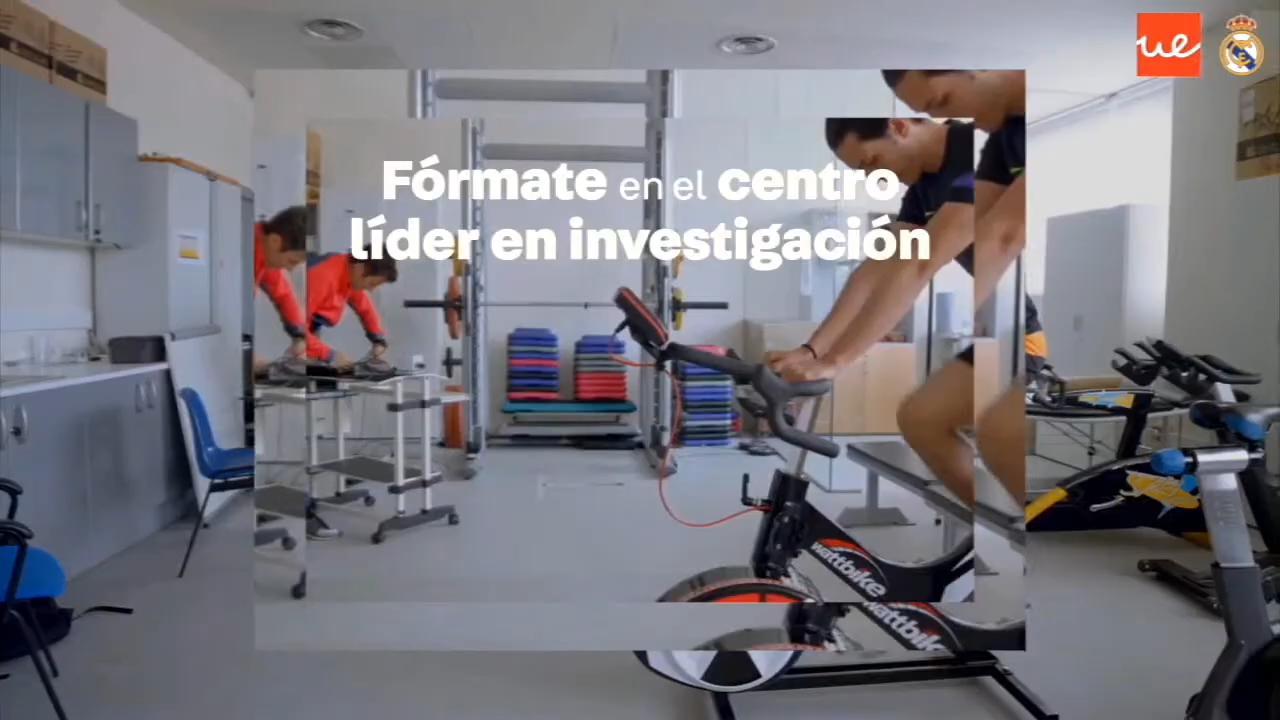 ue
Fórmate en el centro
líder en investigación
wattbike
wattbike